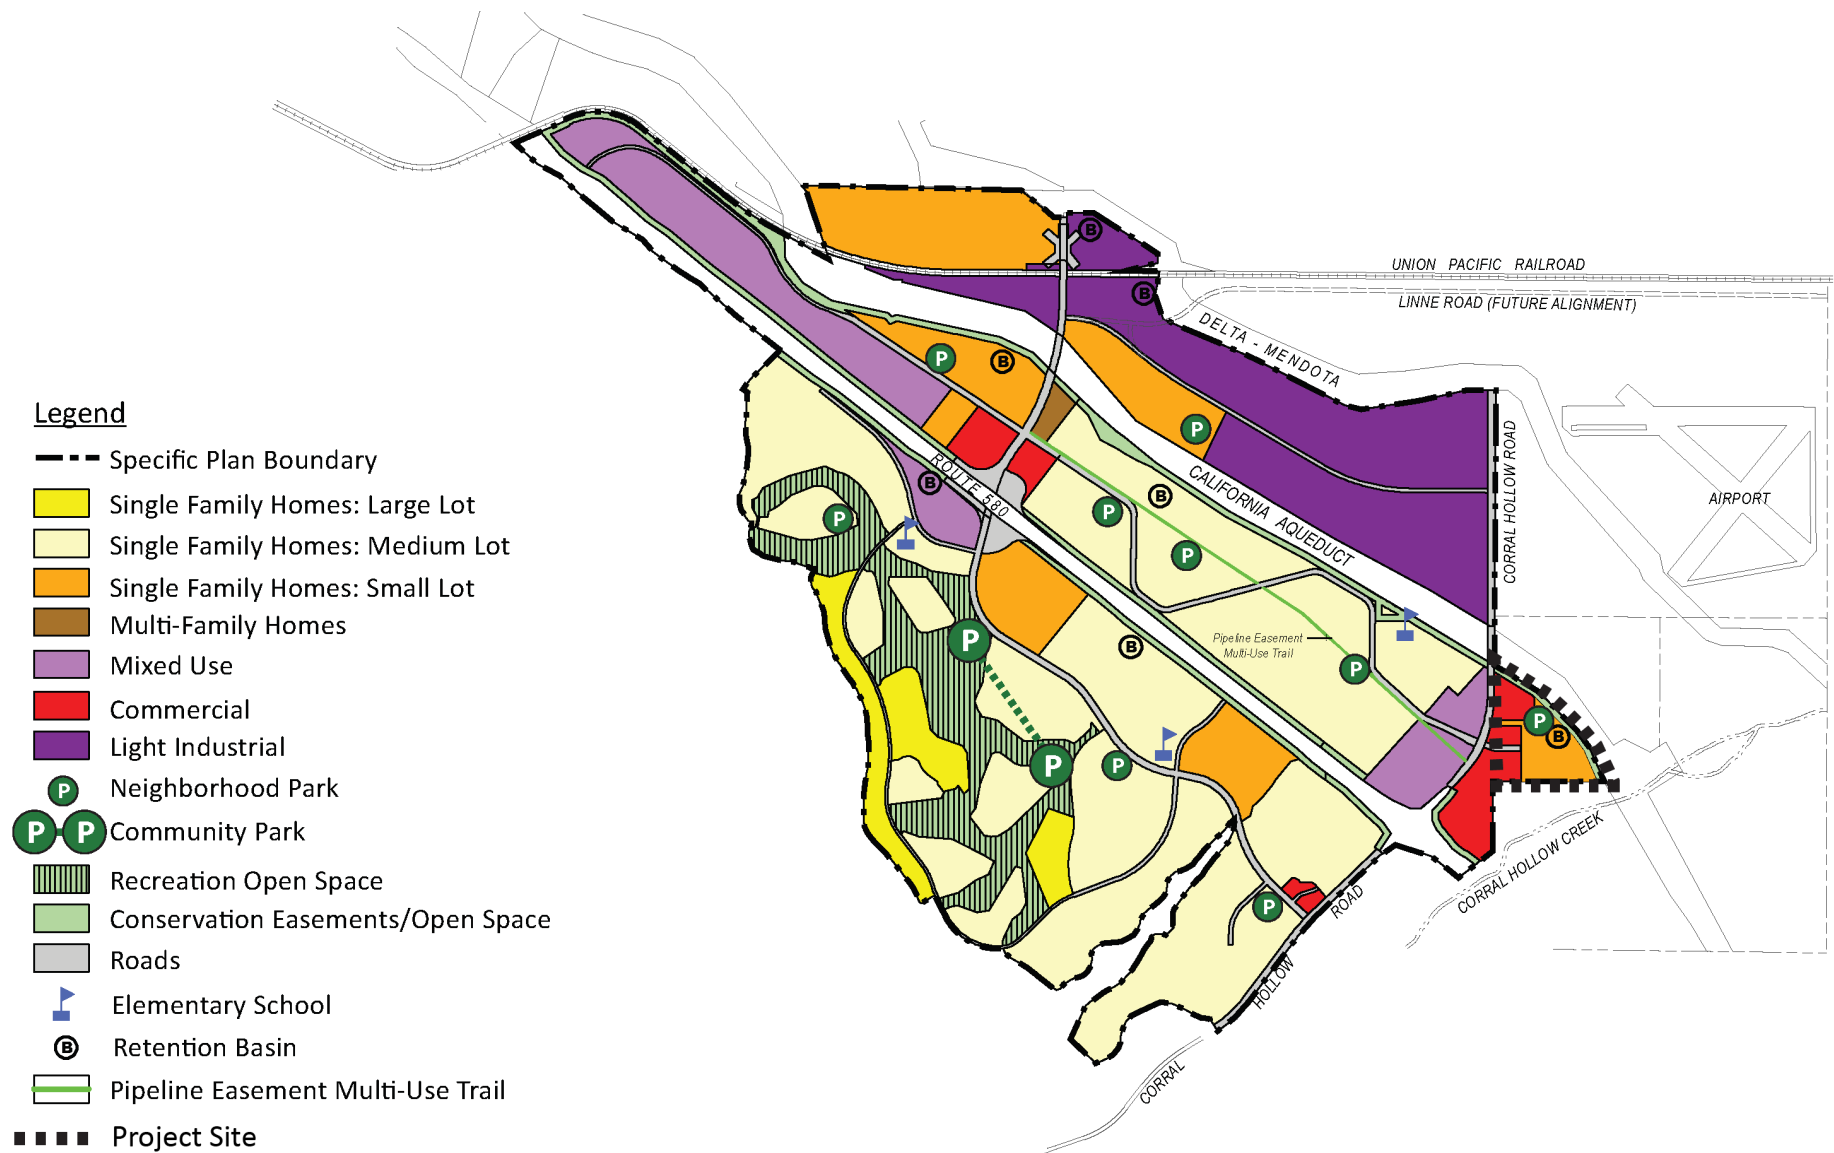 UNION PACIFIC RAILROAD
LINNE ROAD (FUTURE ALIGNMENT)
DELTA - MENDOTA
CORRAL HOLLOW ROAD
AIRPORT
ROUTE 580
CALIFORNIA AQUEDUCT
Pipeline Easement
Multi-Use Trail
CORRAL HOLLOW CREEK
CORRAL HOLLOW ROAD
B
B
P
B
P
B
P
B
P
P
P
B
P
P
B
P
P
P
P
Legend
Specific Plan Boundary
Single Family Homes: Large Lot
Single Family Homes: Medium Lot
Single Family Homes: Small Lot
Multi-Family Homes
Mixed Use
Commercial
Light Industrial
P Neighborhood Park
P P Community Park
Recreation Open Space
Conservation Easements/Open Space
Roads
Elementary School
B Retention Basin
Pipeline Easement Multi-Use Trail
Project Site